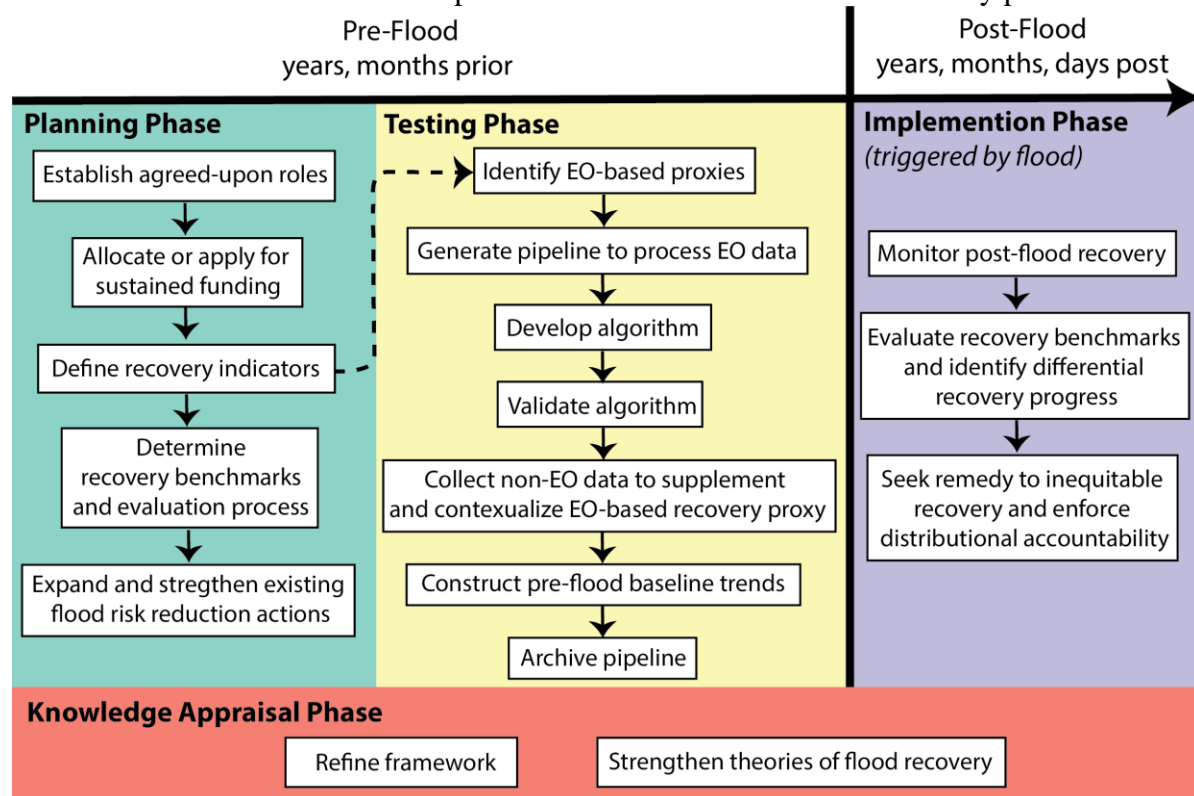 Pre-Flood
years, months prior
Post-Flood
years, months, days post
Planning Phase
Establish agreed-upon roles
Allocate or apply for
sustained funding
Define recovery indicators
Determine
recovery benchmarks
and evaluation process
Expand and stregthen existing
flood risk reduction actions
Testing Phase
Identify EO-based proxies
Generate pipeline to process EO data
Develop algorithm
Validate algorithm
Collect non-EO data to supplement
and contexualize EO-based recovery proxy
Construct pre-flood baseline trends
Archive pipeline
Implemention Phase
(triggered by flood)
Monitor post-flood recovery
Evaluate recovery benchmarks
and identify differential
recovery progress
Seek remedy to inequitable
recovery and enforce
distributional accountability
Knowledge Appraisal Phase
Refine framework
Strengthen theories of flood recovery